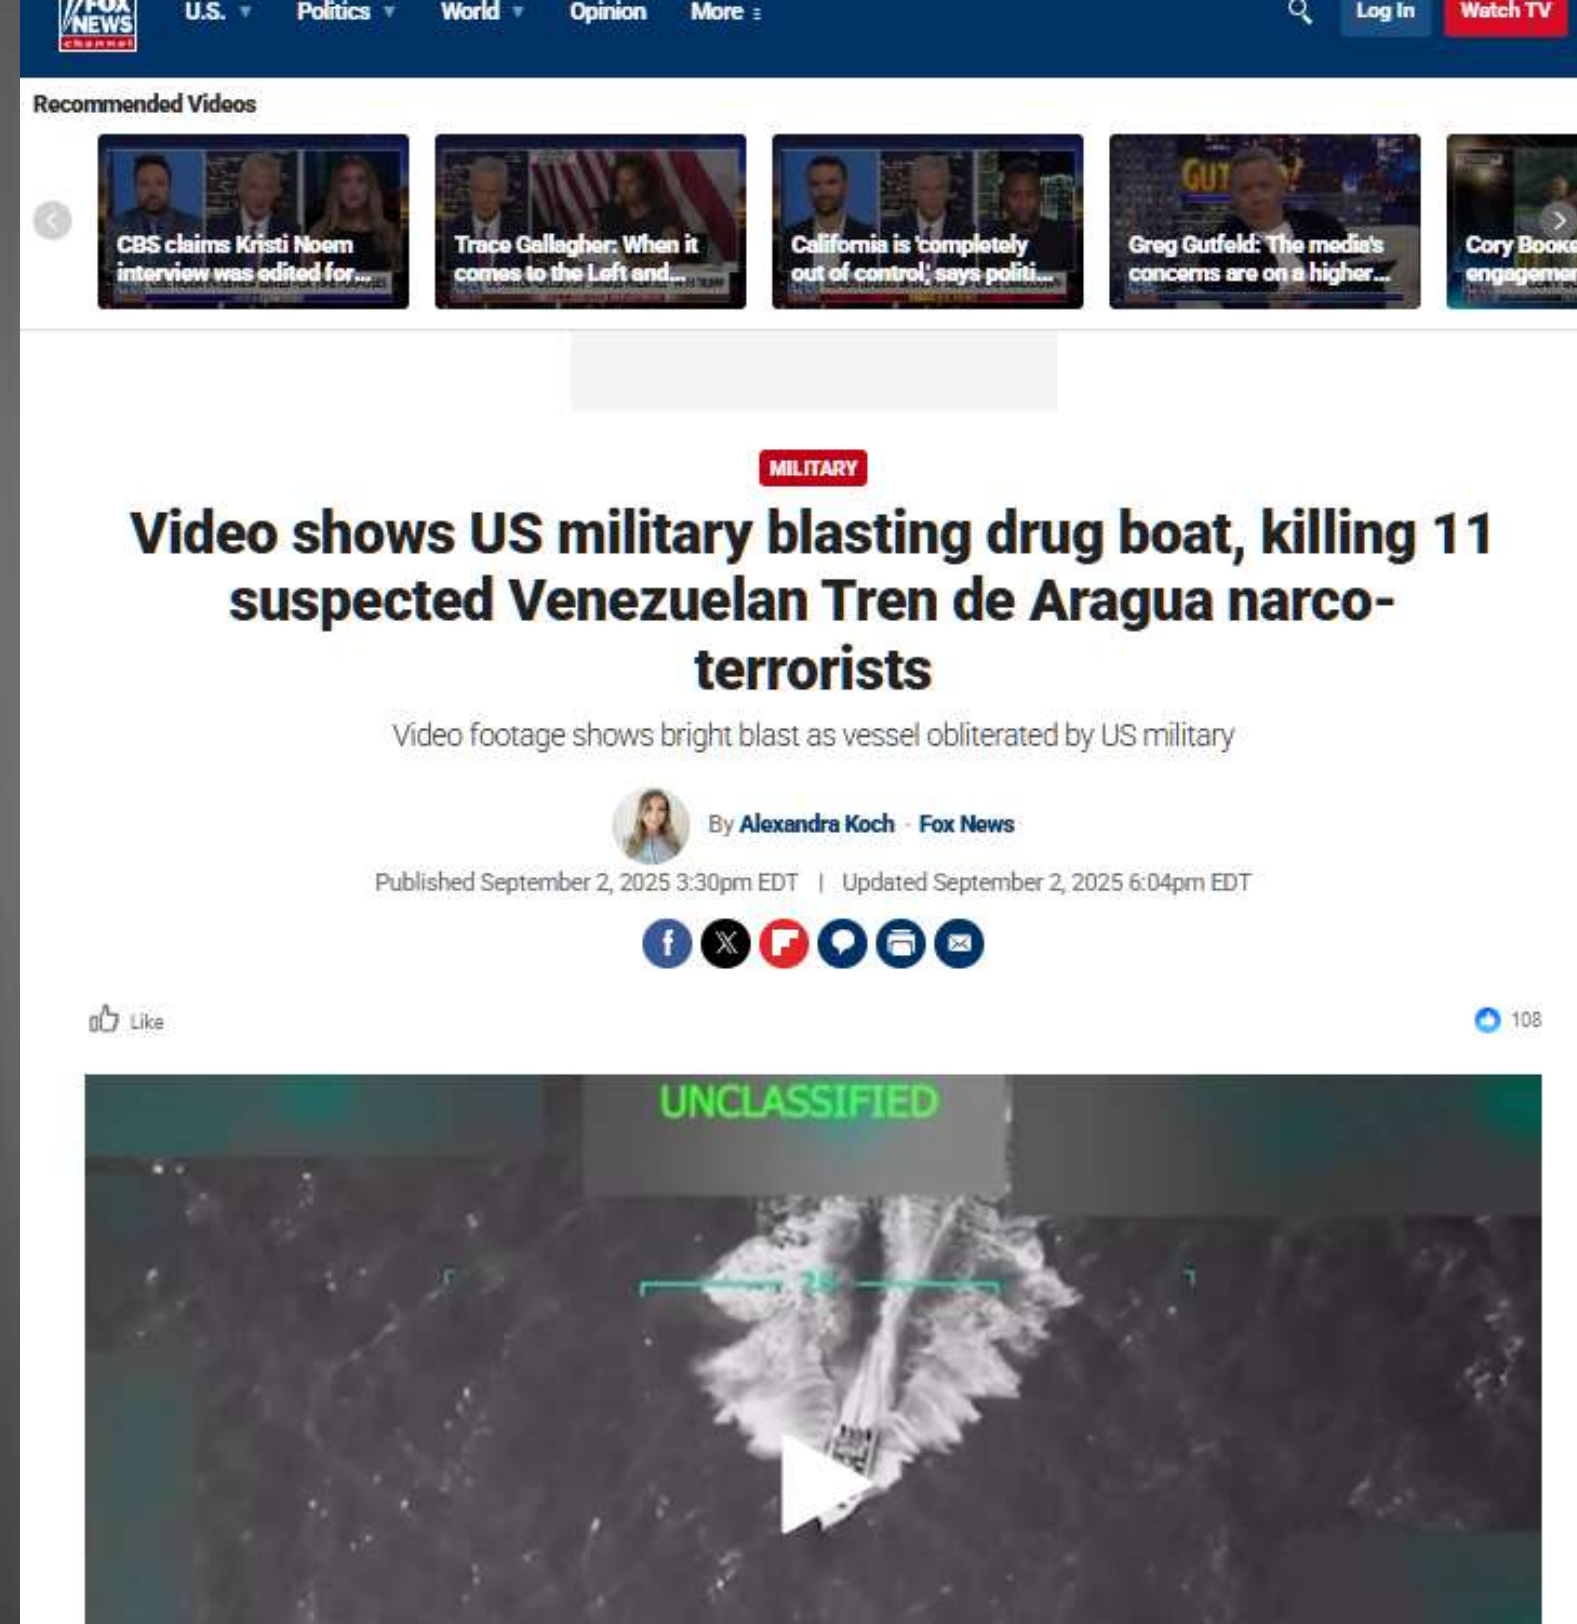 FOX
NEWS
channel
U.S.
Politics
World
Opinion
More
Log In
Watch TV
Recommended Videos
CBS claims Kristi Noem
interview was edited for...
Trace Gallagher: When it
comes to the Left and...
California is 'completely
out of control,' says politi...
Greg Gutfeld: The media's
concerns are on a higher...
Cory Booke
engagemen
MILITARY
Video shows US military blasting drug boat, killing 11
suspected Venezuelan Tren de Aragua narco-
terrorists
Video footage shows bright blast as vessel obliterated by US military
By Alexandra Koch - Fox News
Published September 2, 2025 3:30pm EDT | Updated September 2, 2025 6:04pm EDT
Like
108
UNCLASSIFIED